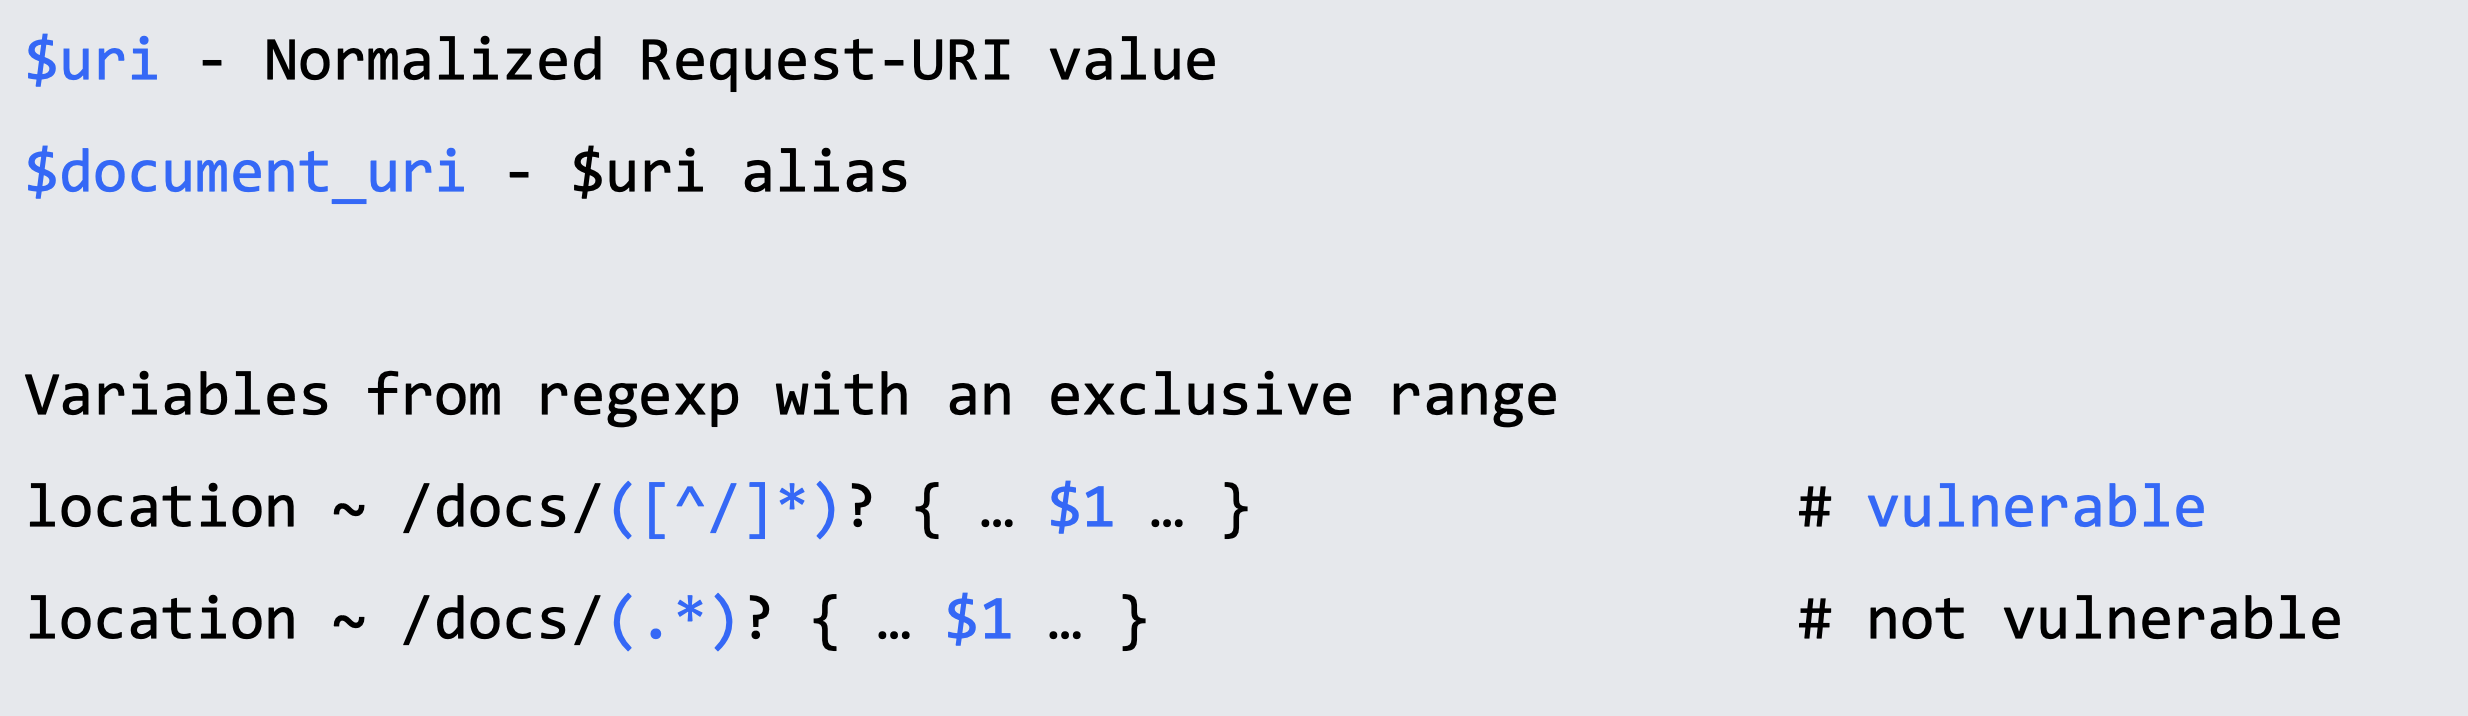 $uri - Normalized Request-URI value
$document_uri - $uri alias
Variables from regexp with an exclusive range
location ~ /docs/([^/]*)? { … $1 … } # vulnerable
location ~ /docs/(.*)? { … $1 … } # not vulnerable